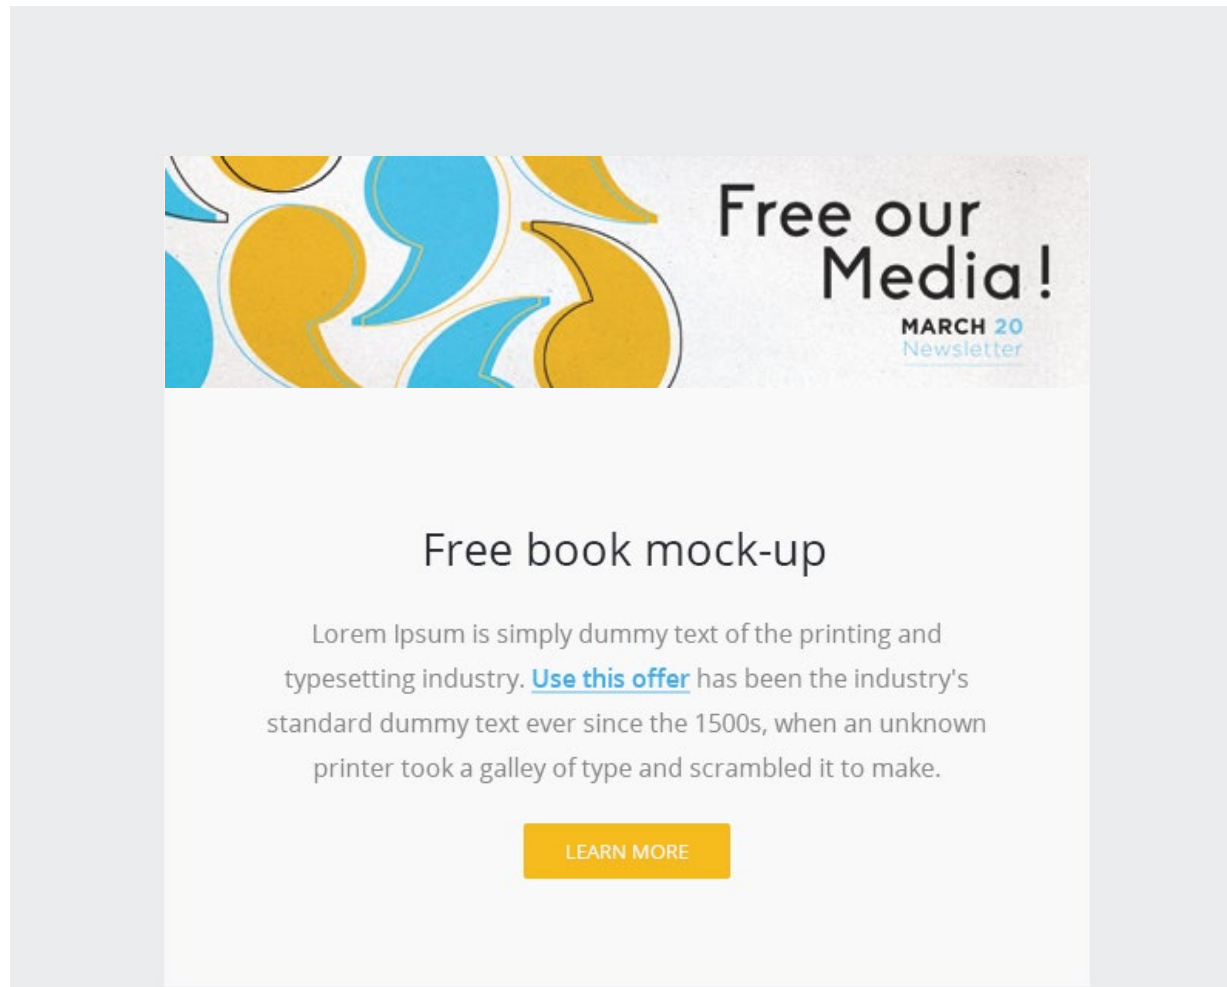 Free our
Media!
MARCH 20
Newsletter
Free book mock-up
Lorem Ipsum is simply dummy text of the printing and
typesetting industry. Use this offer has been the industry's
standard dummy text ever since the 1500s, when an unknown
printer took a galley of type and scrambled it to make.
LEARN MORE